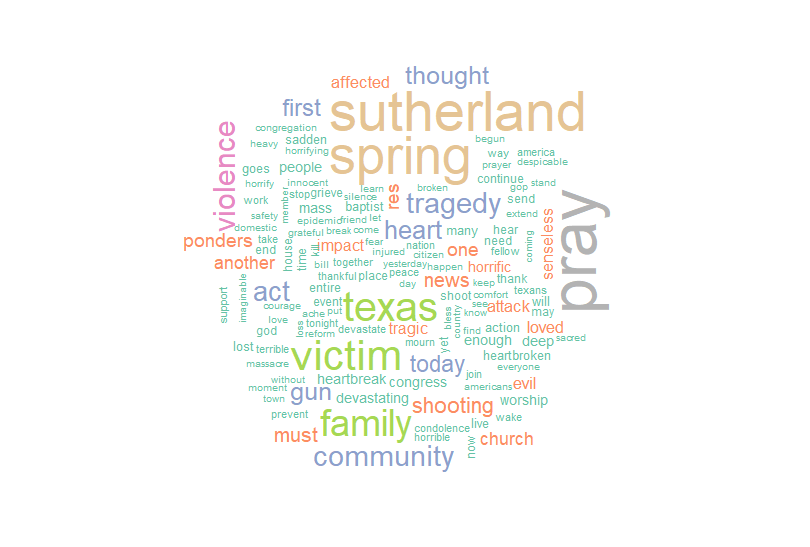 thought
affected
sutherland
first
congregation
violence
heavy
sadden
horrifying
begun
spring
way
america
prayer
despicable
goes
people
continue
gop
stand
horrify
innocent
learn
broken
work
stop
grieve
silence
res
tragedy
send
pray
member
mass
baptist
extend
safety
epidemic
friend
let
domestic
grateful
break
come
heart
many
hear
coming
senseless
ponders
take
end
house
time
kill
impact
fear
nation
citizen
one
need
fellow
another
bill
together
injured
yesterday
happen
horrific
thankful
place
peace
day
news
keep
thank
texans
support
imaginable
act
entire
shoot
comfort
will
courage
event
texas
see
attack
may
love
ache
put
bless
country
know
god
loss
tonight
reform
devastate
tragic
find
action
loved
lost
terrible
victim
mourn
yet
enough
deep
sacred
massacre
today
heartbroken
everyone
without
heartbreak
congress
join
moment
gun
americans
evil
town
devastating
shooting
worship
prevent
family
wake
must
condolence
live
horrible
now
church
community